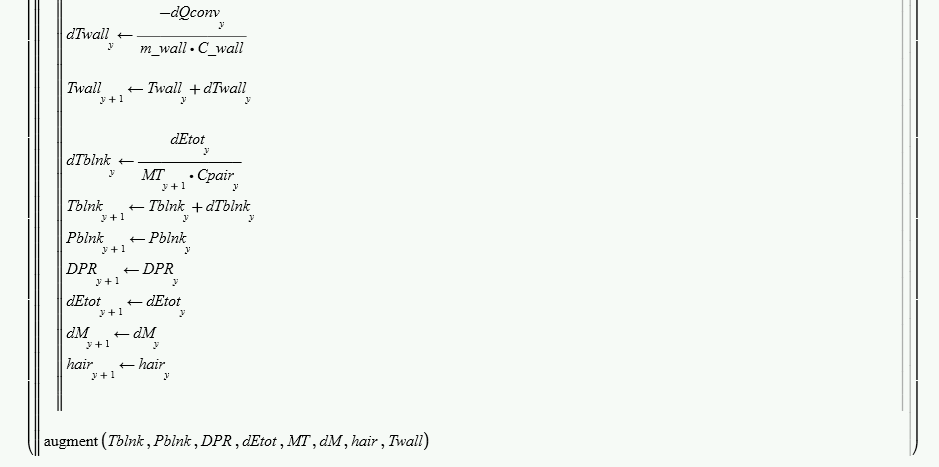 dTwall_y ← −dQconv_y / (m_wall • C_wall)
Twall_{y+1} ← Twall_y + dTwall_y
dTblnk_y ← dEtot_y / (MT_{y+1} • Cpair_y)
Tblnk_{y+1} ← Tblnk_y + dTblnk_y
Pblnk_{y+1} ← Pblnk_y
DPR_{y+1} ← DPR_y
dEtot_{y+1} ← dEtot_y
dM_{y+1} ← dM_y
hair_{y+1} ← hair_y
augment (Tblnk, Pblnk, DPR, dEtot, MT, dM, hair, Twall)